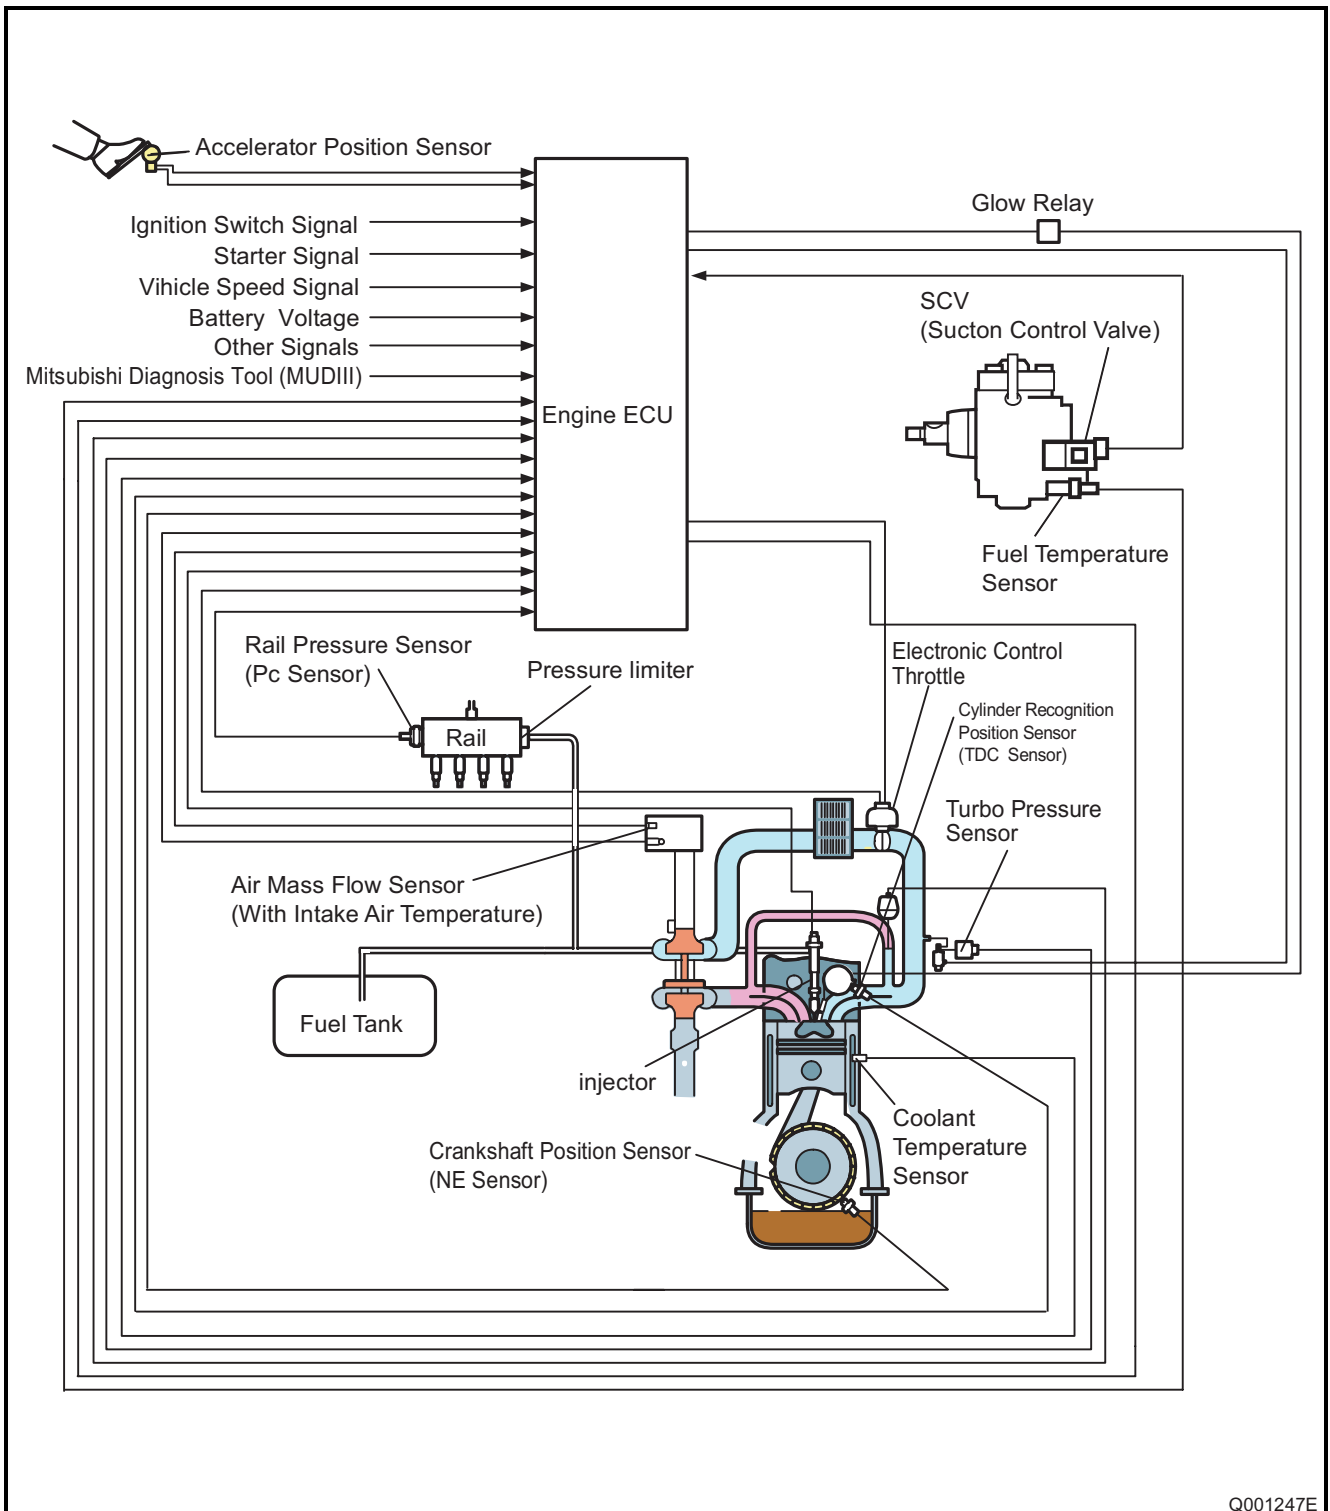 Accelerator Position Sensor
Ignition Switch Signal
Starter Signal
Vihicle Speed Signal
Battery Voltage
Other Signals
Mitsubishi Diagnosis Tool (MUDIII)
Engine ECU
Glow Relay
SCV
(Sucton Control Valve)
Fuel Temperature
Sensor
Rail Pressure Sensor
(Pc Sensor)
Pressure limiter
Rail
Electronic Control
Throttle
Cylinder Recognition
Position Sensor
(TDC Sensor)
Turbo Pressure
Sensor
Air Mass Flow Sensor
(With Intake Air Temperature)
Fuel Tank
injector
Coolant
Temperature
Sensor
Crankshaft Position Sensor
(NE Sensor)
Q001247E